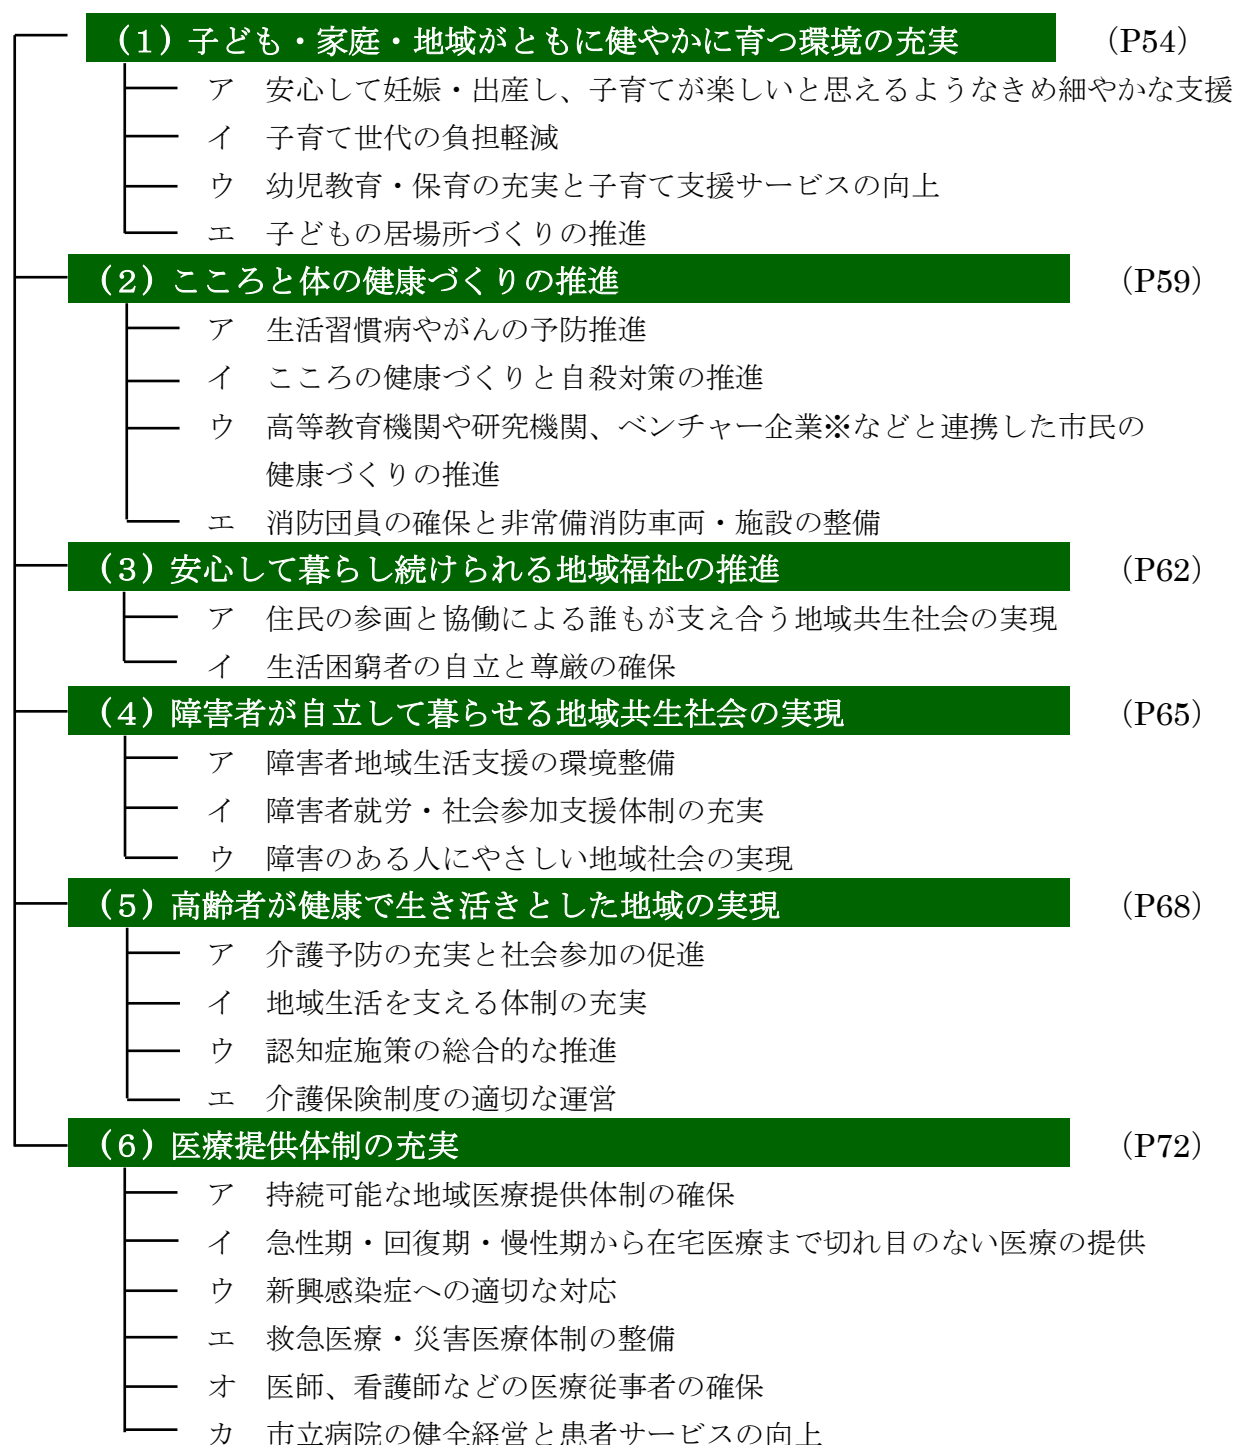 （1）子ども・家庭・地域がともに健やかに育つ環境の充実 （P54）
ア 安心して妊娠・出産し、子育てが楽しいと思えるようなきめ細やかな支援
イ 子育て世代の負担軽減
ウ 幼児教育・保育の充実と子育て支援サービスの向上
エ 子どもの居場所づくりの推進
（2）こころと体の健康づくりの推進 （P59）
ア 生活習慣病やがんの予防推進
イ こころの健康づくりと自殺対策の推進
ウ 高等教育機関や研究機関、ベンチャー企業※などと連携した市民の
健康づくりの推進
エ 消防団員の確保と非常備消防車両・施設の整備
（3）安心して暮らし続けられる地域福祉の推進 （P62）
ア 住民の参画と協働による誰もが支え合う地域共生社会の実現
イ 生活困窮者の自立と尊厳の確保
（4）障害者が自立して暮らせる地域共生社会の実現 （P65）
ア 障害者地域生活支援の環境整備
イ 障害者就労・社会参加支援体制の充実
ウ 障害のある人にやさしい地域社会の実現
（5）高齢者が健康で生き活きとした地域の実現 （P68）
ア 介護予防の充実と社会参加の促進
イ 地域生活を支える体制の充実
ウ 認知症施策の総合的な推進
エ 介護保険制度の適切な運営
（6）医療提供体制の充実 （P72）
ア 持続可能な地域医療提供体制の確保
イ 急性期・回復期・慢性期から在宅医療まで切れ目のない医療の提供
ウ 新興感染症への適切な対応
エ 救急医療・災害医療体制の整備
オ 医師、看護師などの医療従事者の確保
カ 市立病院の健全経営と患者サービスの向上